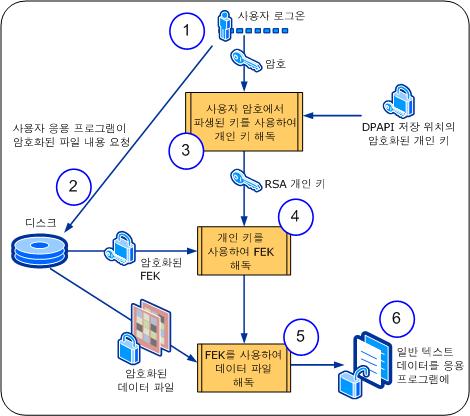 1
사용자 로그온
암호
사용자 암호에서
파생된 키를 사용하여
개인 키 해독
DPAPI 저장 위치의
암호화된 개인 키
사용자 응용 프로그램이
암호화된 파일 내용 요청
3
2
RSA 개인 키
4
디스크
개인 키를
사용하여 FEK
해독
암호화된
FEK
6
5
FEK를 사용하여
데이터 파일
해독
일반 텍스트
데이터를 응용
프로그램에
암호화된
데이터 파일